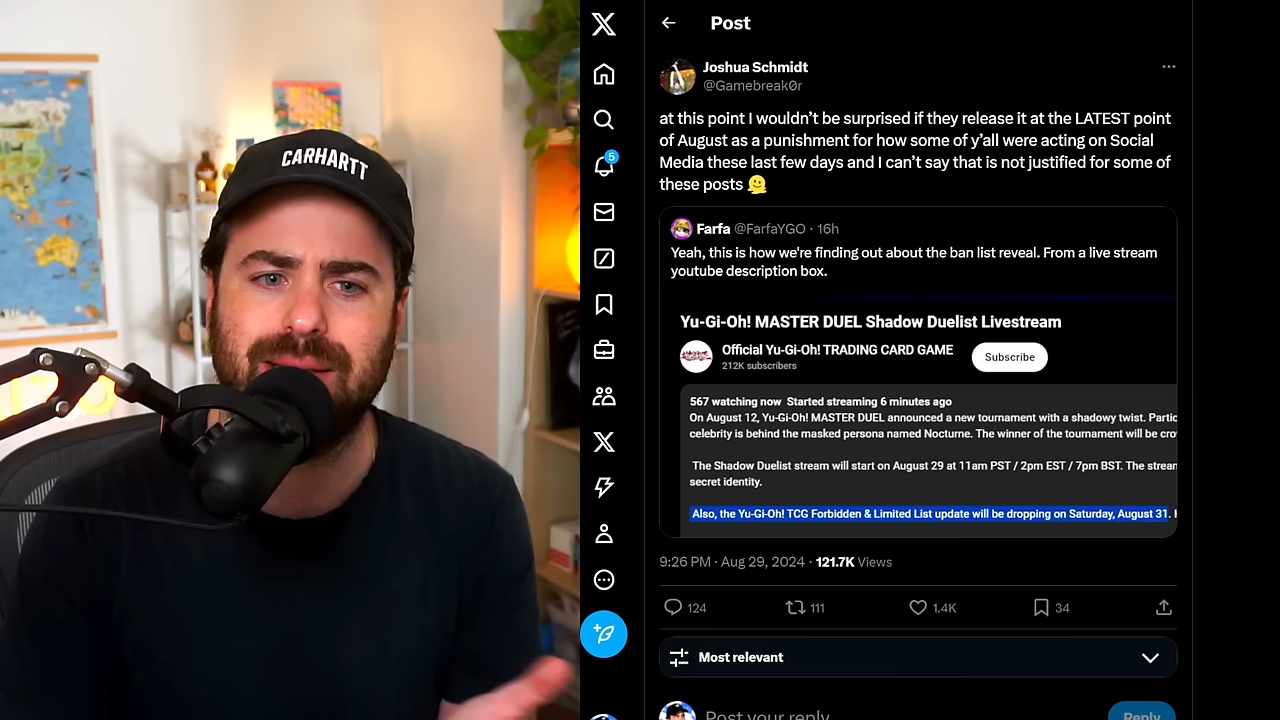 CARHARTT
5
Post
Joshua Schmidt
@Gamebreak0r
at this point I wouldn't be surprised if they release it at the LATEST point
of August as a punishment for how some of y'all were acting on Social
Media these last few days and I can't say that is not justified for some of
these posts 🫠
Farfa @FarfaYGO · 16h
Yeah, this is how we're finding out about the ban list reveal. From a live stream
youtube description box.
Yu-Gi-Oh! MASTER DUEL Shadow Duelist Livestream
Official Yu-Gi-Oh! TRADING CARD GAME
212K subscribers
Subscribe
567 watching now Started streaming 6 minutes ago
On August 12, Yu-Gi-Oh! MASTER DUEL announced a new tournament with a shadowy twist. Partic
celebrity is behind the masked persona named Nocturne. The winner of the tournament will be cro
The Shadow Duelist stream will start on August 29 at 11am PST / 2pm EST / 7pm BST. The strean
secret identity.
Also, the Yu-Gi-Oh! TCG Forbidden & Limited List update will be dropping on Saturday, August 31.
9:26 PM · Aug 29, 2024 · 121.7K Views
124 111 1.4K 34
Most relevant
Post your reply
Reply